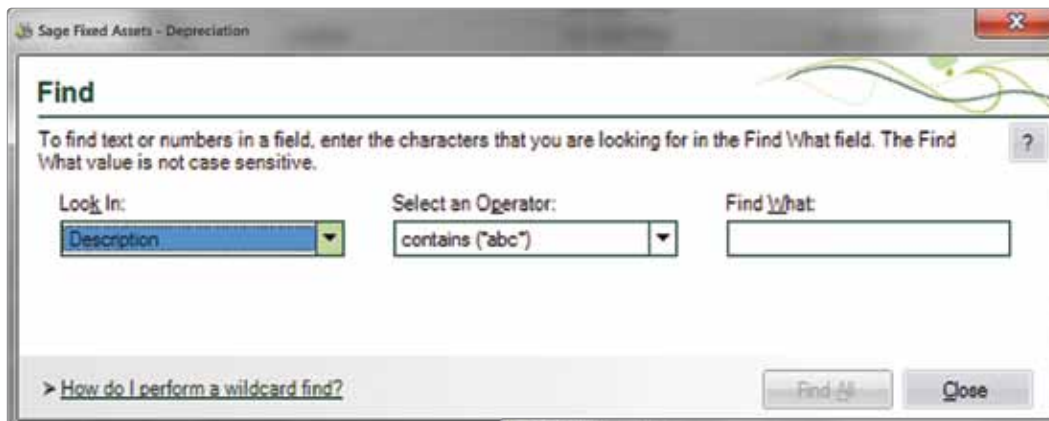 Sage Fixed Assets - Depreciation
Find
To find text or numbers in a field, enter the characters that you are looking for in the Find What field. The Find
What value is not case sensitive.
?
Look In:
Select an Operator:
Find What:
Description
contains ("abc")
➤ How do I perform a wildcard find?
Find All
Close